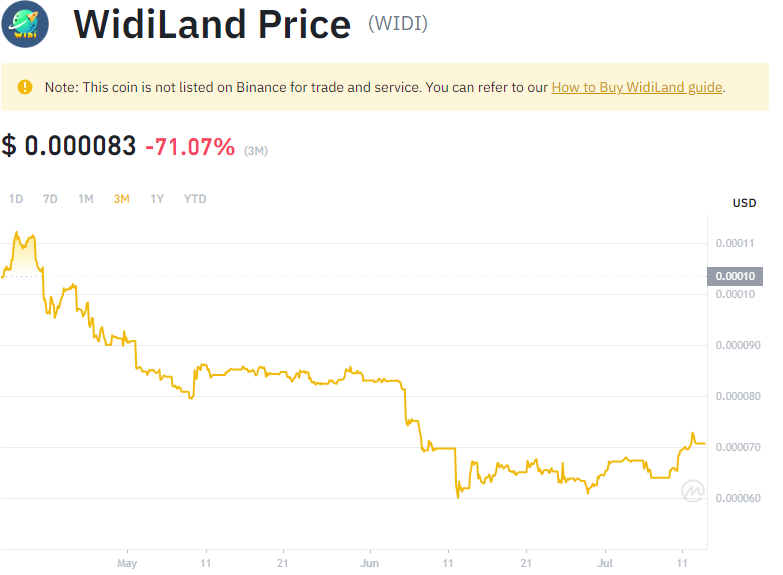 WIDI
WidiLand Price (WIDI)
Note: This coin is not listed on Binance for trade and service. You can refer to our How to Buy WidiLand guide.
$ 0.000083 -71.07% (3M)
1D 7D 1M 3M 1Y YTD
USD
0.00011
0.00010
0.00010
0.000090
0.000080
0.000070
0.000060
May 11 21 Jun 11 21 Jul 11